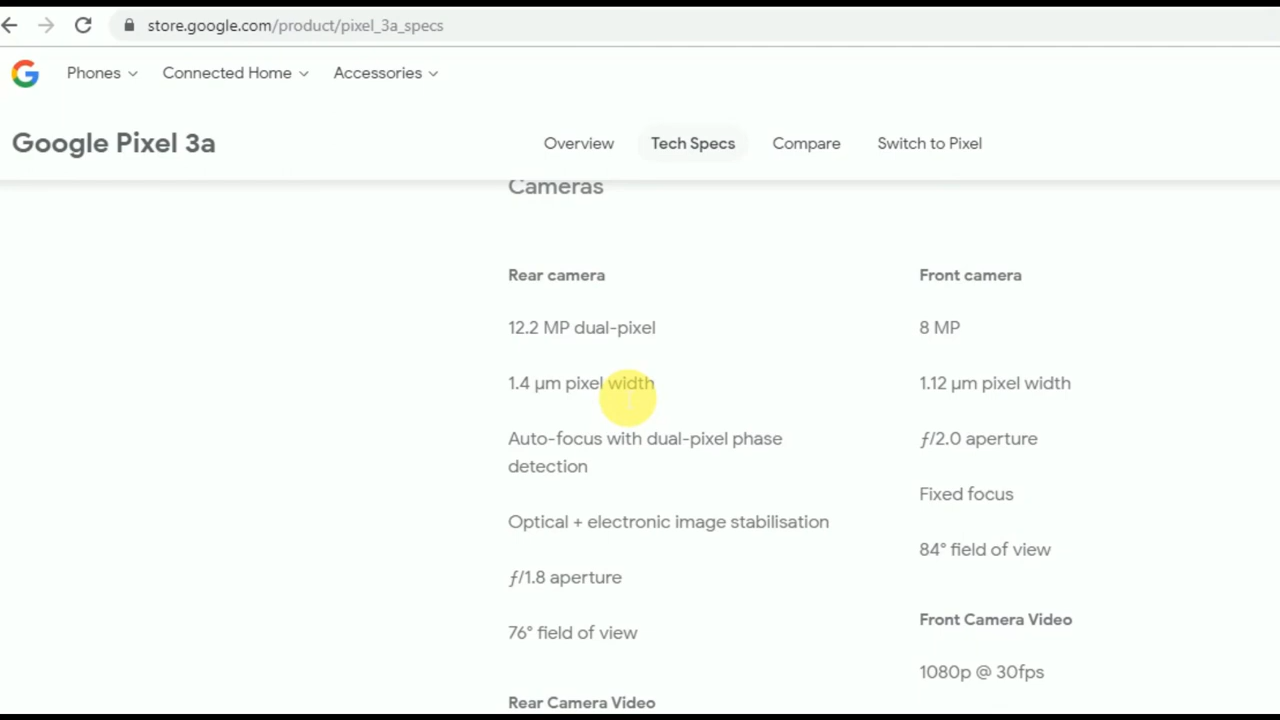 store.google.com/product/pixel_3a_specs
Phones Connected Home Accessories
Google Pixel 3a
Overview Tech Specs Compare Switch to Pixel
Cameras
Rear camera
12.2 MP dual-pixel
1.4 μm pixel width
Auto-focus with dual-pixel phase
detection
Optical + electronic image stabilisation
ƒ/1.8 aperture
76° field of view
Rear Camera Video
Front camera
8 MP
1.12 μm pixel width
ƒ/2.0 aperture
Fixed focus
84° field of view
Front Camera Video
1080p @ 30fps